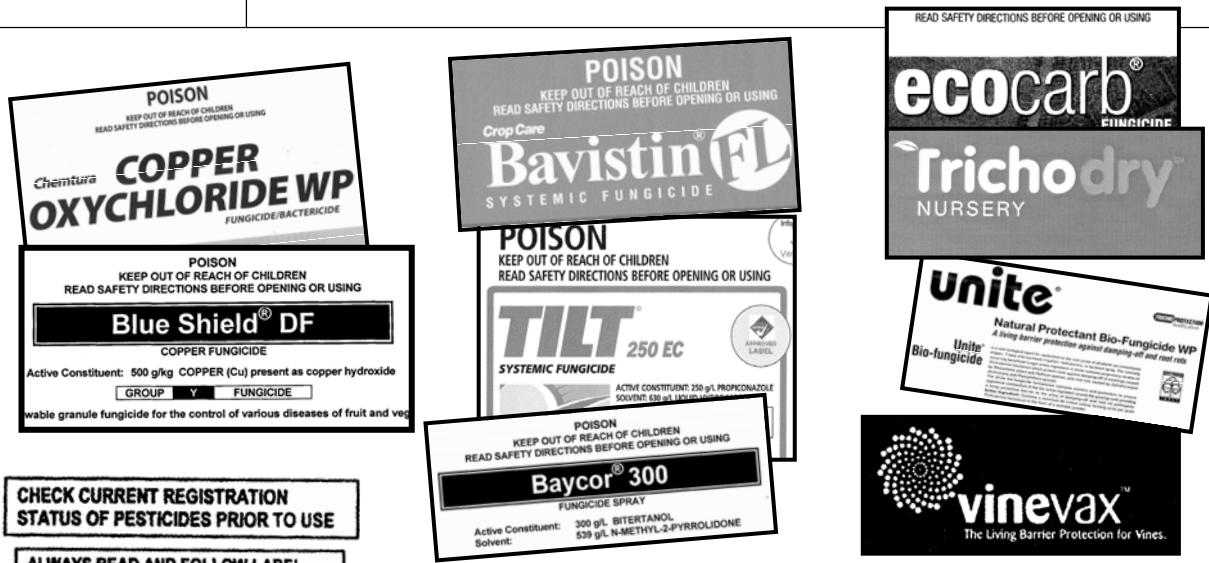 POISON
KEEP OUT OF REACH OF CHILDREN
READ SAFETY DIRECTIONS BEFORE OPENING OR USING
Chemtura COPPER
OXYCHLORIDE WP
FUNGICIDE/BACTERICIDE
POISON
KEEP OUT OF REACH OF CHILDREN
READ SAFETY DIRECTIONS BEFORE OPENING OR USING
Blue Shield® DF
COPPER FUNGICIDE
Active Constituent: 500 g/kg COPPER (Cu) present as copper hydroxide
GROUP Y FUNGICIDE
wable granule fungicide for the control of various diseases of fruit and veg
CHECK CURRENT REGISTRATION
STATUS OF PESTICIDES PRIOR TO USE
ALWAYS READ AND FOLLOW LABEL
POISON
KEEP OUT OF REACH OF CHILDREN
READ SAFETY DIRECTIONS BEFORE OPENING OR USING
Crop Care
Bavistin® FL
SYSTEMIC FUNGICIDE
POISON
KEEP OUT OF REACH OF CHILDREN
READ SAFETY DIRECTIONS BEFORE OPENING OR USING
TILT® 250 EC
SYSTEMIC FUNGICIDE
APPROVED
LABEL
ACTIVE CONSTITUENT: 250 g/L PROPICONAZOLE
POISON
KEEP OUT OF REACH OF CHILDREN
READ SAFETY DIRECTIONS BEFORE OPENING OR USING
Baycor® 300
FUNGICIDE SPRAY
Active Constituent: 300 g/L BITERTANOL
Solvent: 539 g/L N-METHYL-2-PYRROLIDONE
READ SAFETY DIRECTIONS BEFORE OPENING OR USING
ecocarb®
FUNGICIDE
Trichodry™
NURSERY
unite®
Natural Protectant Bio-Fungicide WP
A living barrier protection against damping-off and root rots
Unite®
Bio-fungicide
vinevax™
The Living Barrier Protection for Vines.